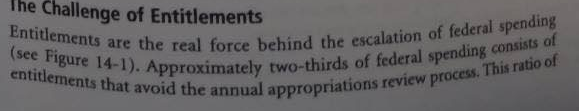 The Challenge of Entitlements
Entitlements are the real force behind the escalation of federal spending
(see Figure 14-1). Approximately two-thirds of federal spending consists of
entitlements that avoid the annual appropriations review process. This ratio of